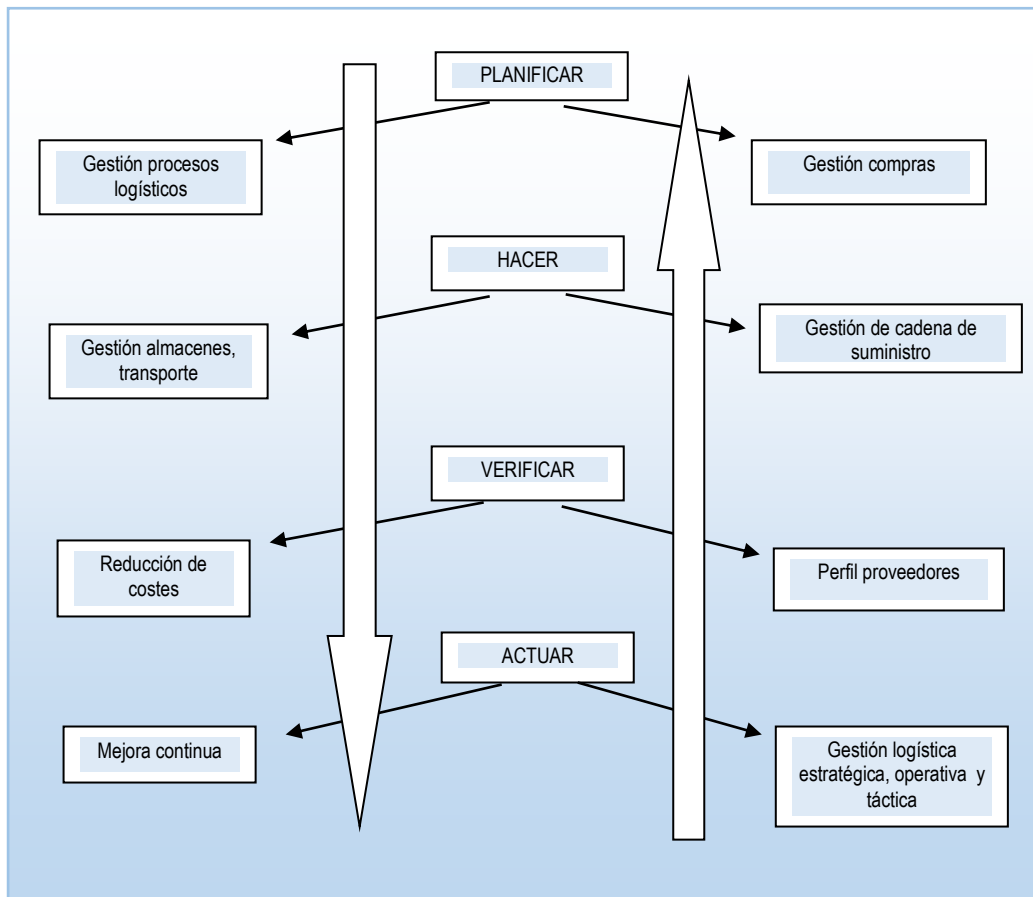 PLANIFICAR
Gestión procesos
logísticos
Gestión compras
HACER
Gestión almacenes,
transporte
Gestión de cadena de
suministro
VERIFICAR
Reducción de
costes
Perfil proveedores
ACTUAR
Mejora continua
Gestión logística
estratégica, operativa y
táctica